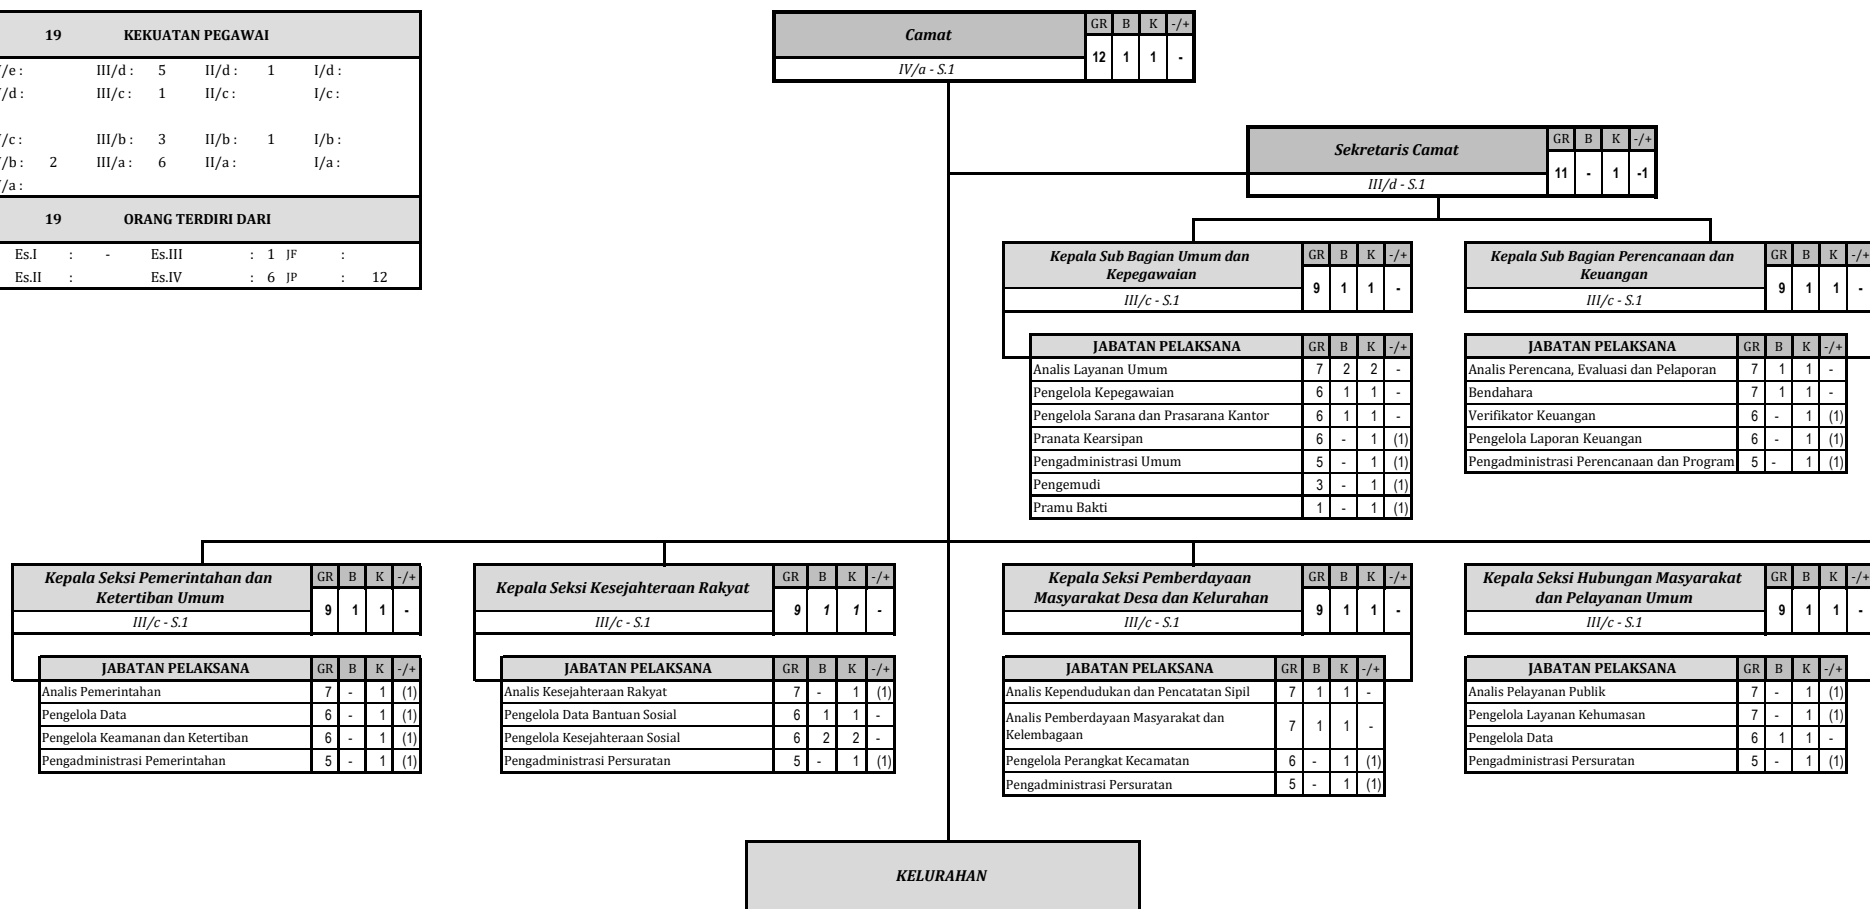 19 KEKUATAN PEGAWAI
/e : III/d : 5 II/d : 1 I/d :
/d : III/c : 1 II/c : I/c :
/c : III/b : 3 II/b : 1 I/b :
/b : 2 III/a : 6 II/a : I/a :
/a :
19 ORANG TERDIRI DARI
Es.I : - Es.III : 1 JF :
Es.II : Es.IV : 6 JP : 12
Camat GR B K -/+
IV/a - S.1 12 1 1 -
Sekretaris Camat GR B K -/+
III/d - S.1 11 - 1 -1
Kepala Sub Bagian Umum dan
Kepegawaian
GR B K -/+
III/c - S.1 9 1 1 -
JABATAN PELAKSANA GR B K -/+
Analis Layanan Umum 7 2 2 -
Pengelola Kepegawaian 6 1 1 -
Pengelola Sarana dan Prasarana Kantor 6 1 1 -
Pranata Kearsipan 6 - 1 (1)
Pengadministrasi Umum 5 - 1 (1)
Pengemudi 3 - 1 (1)
Pramu Bakti 1 - 1 (1)
Kepala Sub Bagian Perencanaan dan
Keuangan
GR B K -/+
III/c - S.1 9 1 1 -
JABATAN PELAKSANA GR B K -/+
Analis Perencana, Evaluasi dan Pelaporan 7 1 1 -
Bendahara 7 1 1 -
Verifikator Keuangan 6 - 1 (1)
Pengelola Laporan Keuangan 6 - 1 (1)
Pengadministrasi Perencanaan dan Program 5 - 1 (1)
Kepala Seksi Pemerintahan dan
Ketertiban Umum
GR B K -/+
III/c - S.1 9 1 1 -
JABATAN PELAKSANA GR B K -/+
Analis Pemerintahan 7 - 1 (1)
Pengelola Data 6 - 1 (1)
Pengelola Keamanan dan Ketertiban 6 - 1 (1)
Pengadministrasi Pemerintahan 5 - 1 (1)
Kepala Seksi Kesejahteraan Rakyat GR B K -/+
III/c - S.1 9 1 1 -
JABATAN PELAKSANA GR B K -/+
Analis Kesejahteraan Rakyat 7 - 1 (1)
Pengelola Data Bantuan Sosial 6 1 1 -
Pengelola Kesejahteraan Sosial 6 2 2 -
Pengadministrasi Persuratan 5 - 1 (1)
Kepala Seksi Pemberdayaan
Masyarakat Desa dan Kelurahan
GR B K -/+
III/c - S.1 9 1 1 -
JABATAN PELAKSANA GR B K -/+
Analis Kependudukan dan Pencatatan Sipil 7 1 1 -
Analis Pemberdayaan Masyarakat dan
Kelembagaan 7 1 1 -
Pengelola Perangkat Kecamatan 6 - 1 (1)
Pengadministrasi Persuratan 5 - 1 (1)
Kepala Seksi Hubungan Masyarakat
dan Pelayanan Umum
GR B K -/+
III/c - S.1 9 1 1 -
JABATAN PELAKSANA GR B K -/+
Analis Pelayanan Publik 7 - 1 (1)
Pengelola Layanan Kehumasan 7 - 1 (1)
Pengelola Data 6 1 1 -
Pengadministrasi Persuratan 5 - 1 (1)
KELURAHAN